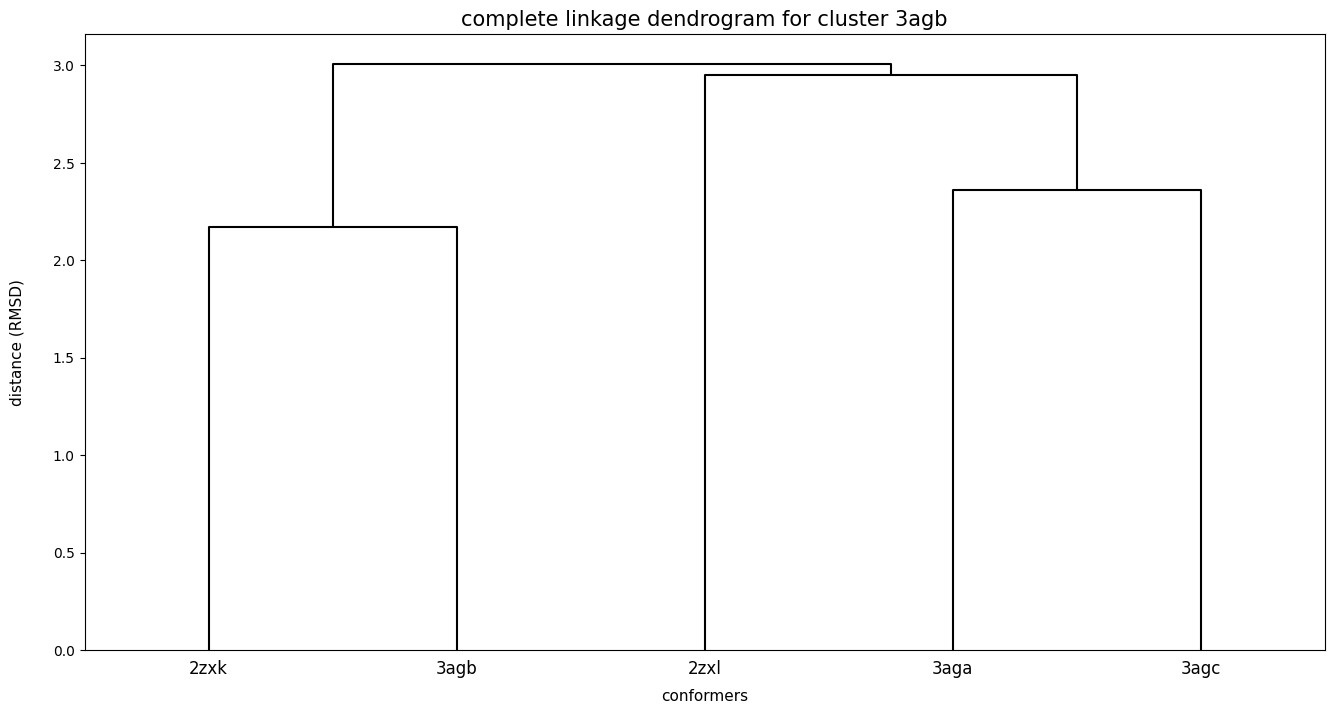 complete linkage dendrogram for cluster 3agb
distance (RMSD)
3.0
2.5
2.0
1.5
1.0
0.5
0.0
2zxk 3agb 2zxl 3aga 3agc
conformers